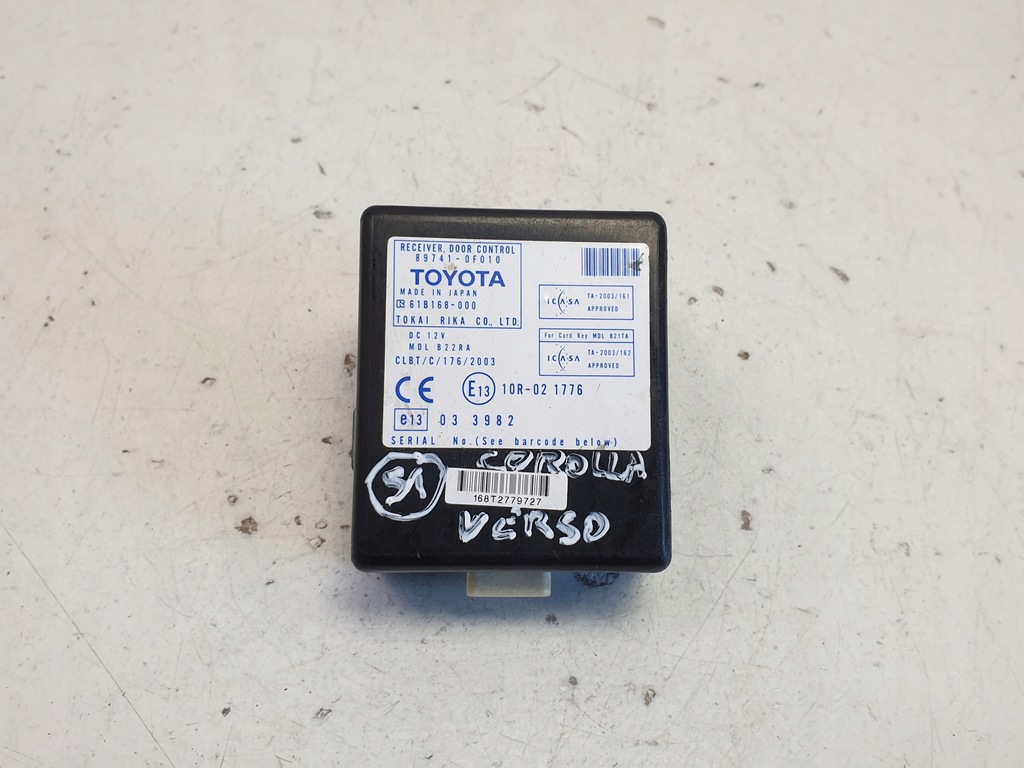 RECEIVER, DOOR CONTROL
89741-0F010
TOYOTA
MADE IN JAPAN
61B168-000
TOKAI RIKA CO., LTD.
DC 12V
MDL B22RA
CLBT/C/176/2003
ICASA TA-2003/161
APPROVED
For Card Key MDL B21TA
ICASA TA-2003/162
APPROVED
CE E13 10R-02 1776
e13 03 3982
SERIAL No.(See barcode below)
COROLLA
168T2779727
VERSO